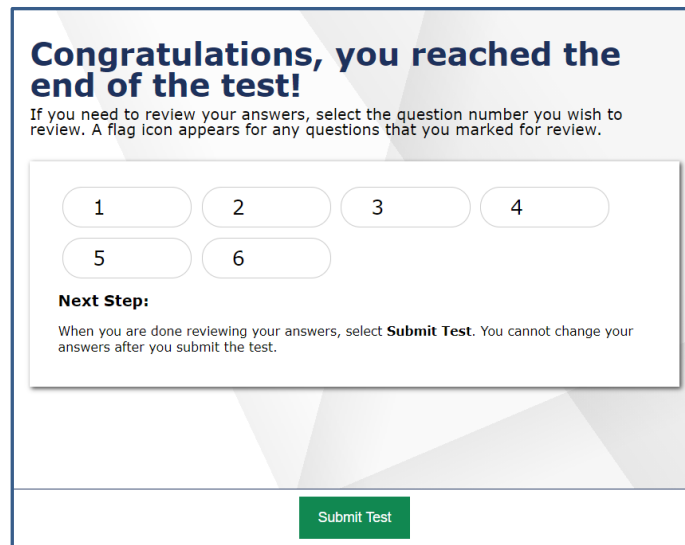 Congratulations, you reached the
end of the test!
If you need to review your answers, select the question number you wish to
review. A flag icon appears for any questions that you marked for review.
1 2 3 4
5 6
Next Step:
When you are done reviewing your answers, select Submit Test. You cannot change your
answers after you submit the test.
Submit Test